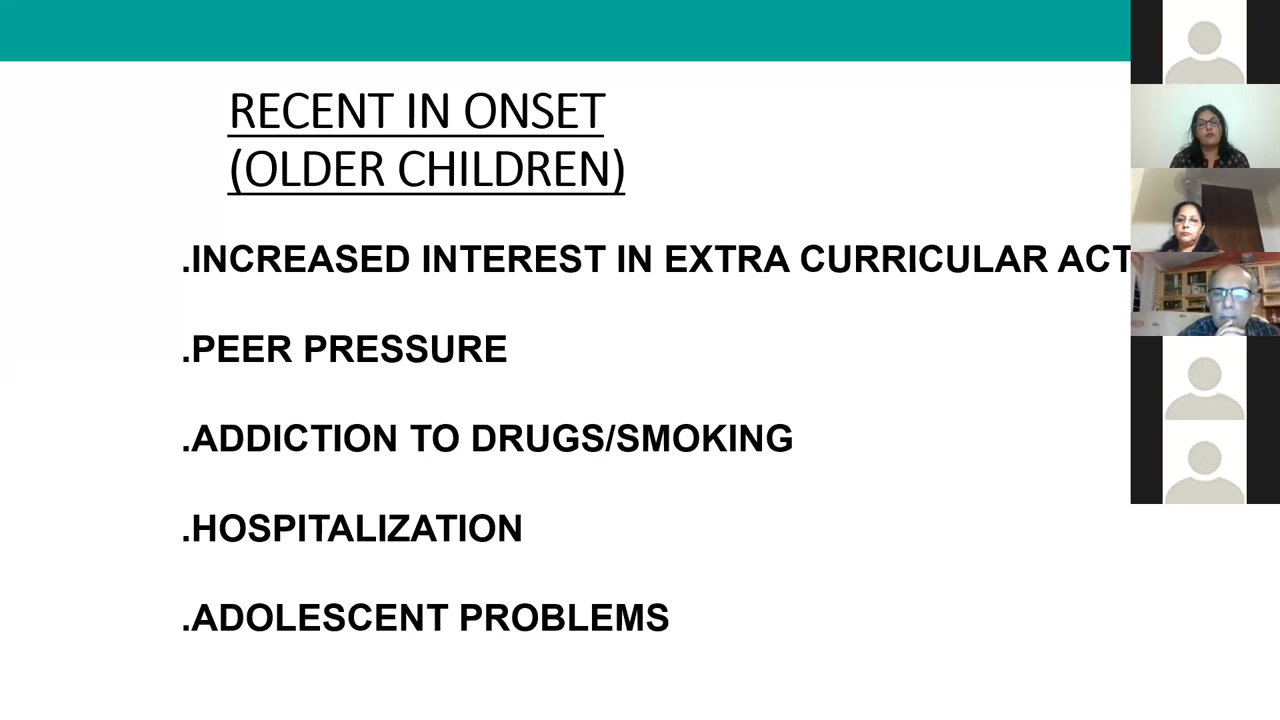 RECENT IN ONSET
(OLDER CHILDREN)
.INCREASED INTEREST IN EXTRA CURRICULAR ACT
.PEER PRESSURE
.ADDICTION TO DRUGS/SMOKING
.HOSPITALIZATION
.ADOLESCENT PROBLEMS